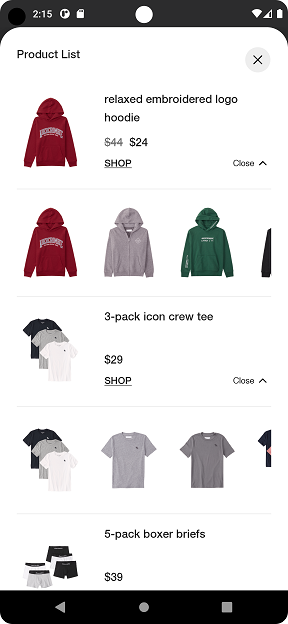 2:15
Product List
relaxed embroidered logo
hoodie
$44 $24
SHOP
Close
3-pack icon crew tee
$29
SHOP
Close
5-pack boxer briefs
$39